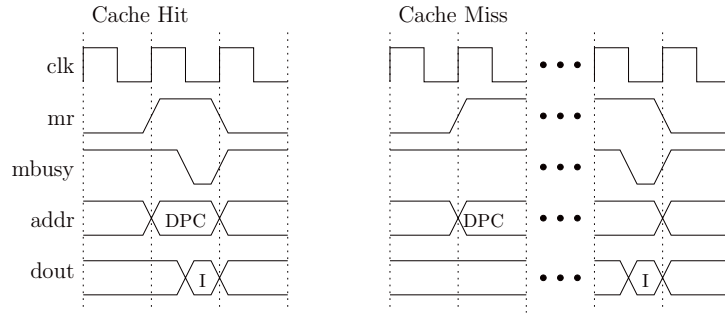 Cache Hit
Cache Miss
clk
mr
mbusy
addr
DPC
DPC
dout
I
I